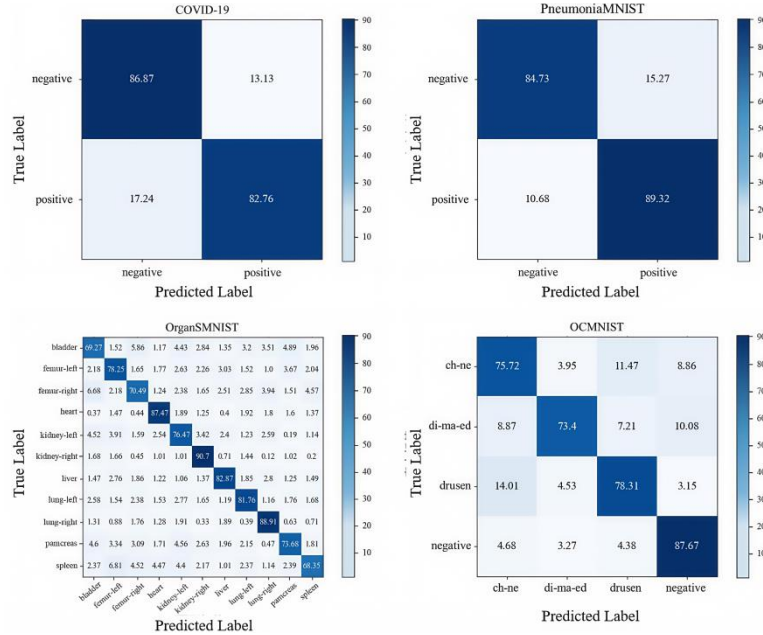 COVID-19
negative
86.87 13.13
positive
17.24 82.76
negative positive
Predicted Label
True Label
90
80
70
60
50
40
30
20
10
PneumoniaMNIST
negative
84.73 15.27
positive
10.68 89.32
negative positive
Predicted Label
True Label
90
80
70
60
50
40
30
20
10
OrganSMNIST
bladder 69.27 1.52 5.86 1.17 4.43 2.84 1.35 3.2 3.51 4.89 1.96
femur-left 2.18 78.25 1.65 1.77 2.63 2.26 3.03 1.52 1.0 3.67 2.04
femur-right 6.68 2.18 70.49 1.24 2.38 1.65 2.51 2.85 3.94 1.51 4.57
heart 0.37 1.47 0.44 87.47 1.89 1.25 0.4 1.92 1.8 1.6 1.37
kidney-left 4.52 3.91 1.59 2.54 76.47 3.42 2.4 1.23 2.59 0.19 1.14
kidney-right 1.68 1.66 0.45 1.01 1.01 90.7 0.71 1.44 0.12 1.02 0.2
liver 1.47 2.76 1.86 1.22 1.06 1.37 82.87 1.85 2.8 1.25 1.49
lung-left 2.58 1.54 2.38 1.53 2.77 1.65 1.19 81.76 1.16 1.76 1.68
lung-right 1.31 0.88 1.76 1.28 1.91 0.33 1.89 0.39 88.91 0.63 0.71
pancreas 4.6 3.34 3.09 1.71 4.56 2.63 1.96 2.15 0.47 73.68 1.81
spleen 2.37 6.81 4.52 4.47 4.4 2.17 1.01 2.37 1.14 2.39 68.35
bladder femur-left femur-right heart kidney-left kidney-right liver lung-left lung-right pancreas spleen
Predicted Label
True Label
90
80
70
60
50
40
30
20
10
OCMNIST
ch-ne 75.72 3.95 11.47 8.86
di-ma-ed 8.87 73.4 7.21 10.08
drusen 14.01 4.53 78.31 3.15
negative 4.68 3.27 4.38 87.67
ch-ne di-ma-ed drusen negative
Predicted Label
True Label
90
80
70
60
50
40
30
20
10